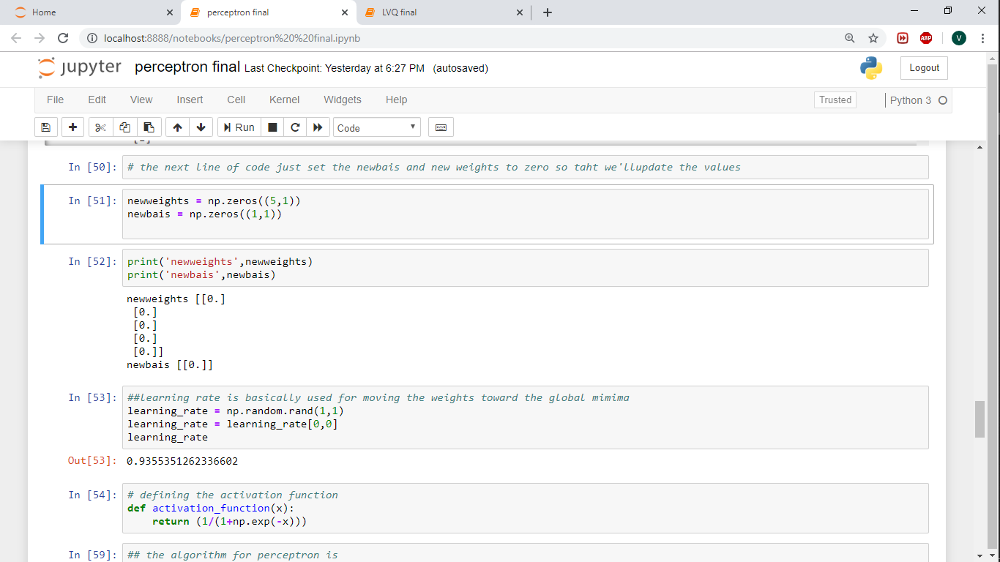 Home
perceptron final
LVQ final
localhost:8888/notebooks/perceptron%20%20final.ipynb
ABP
V
jupyter perceptron final Last Checkpoint: Yesterday at 6:27 PM (autosaved)
Logout
File Edit View Insert Cell Kernel Widgets Help
Trusted
Python 3
Run
Code
In [50]: # the next line of code just set the newbais and new weights to zero so taht we'llupdate the values
In [51]: newweights = np.zeros((5,1))
newbais = np.zeros((1,1))
In [52]: print('newweights',newweights)
print('newbais',newbais)
newweights [[0.]
[0.]
[0.]
[0.]
[0.]]
newbais [[0.]]
In [53]: ##learning rate is basically used for moving the weights toward the global mimima
learning_rate = np.random.rand(1,1)
learning_rate = learning_rate[0,0]
learning_rate
Out[53]: 0.9355351262336602
In [54]: # defining the activation function
def activation_function(x):
return (1/(1+np.exp(-x)))
In [59]: ## the algorithm for perceptron is